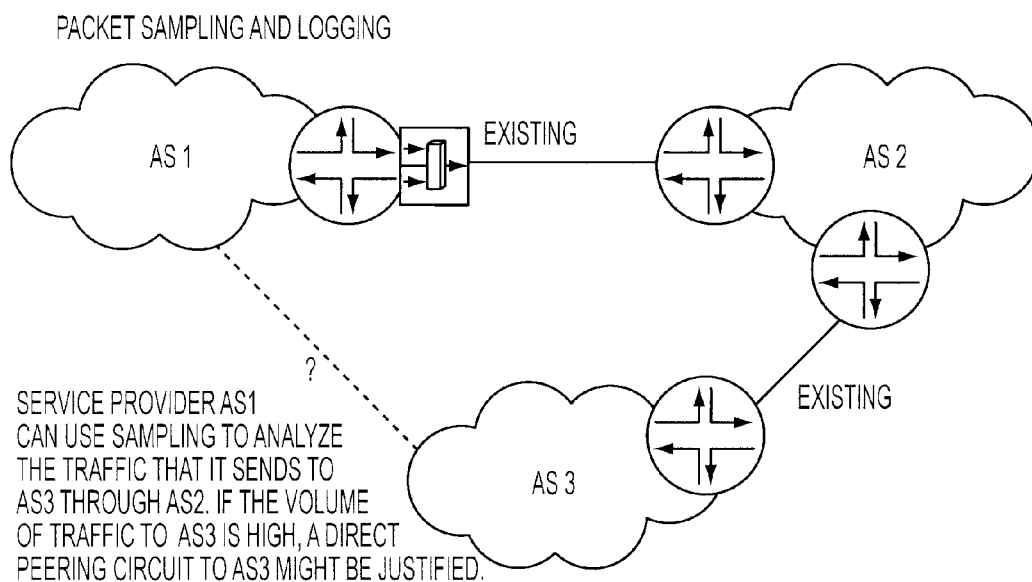 PACKET SAMPLING AND LOGGING
AS 1
EXISTING
AS 2
?
EXISTING
AS 3
SERVICE PROVIDER AS1
CAN USE SAMPLING TO ANALYZE
THE TRAFFIC THAT IT SENDS TO
AS3 THROUGH AS2. IF THE VOLUME
OF TRAFFIC TO AS3 IS HIGH, A DIRECT
PEERING CIRCUIT TO AS3 MIGHT BE JUSTIFIED.